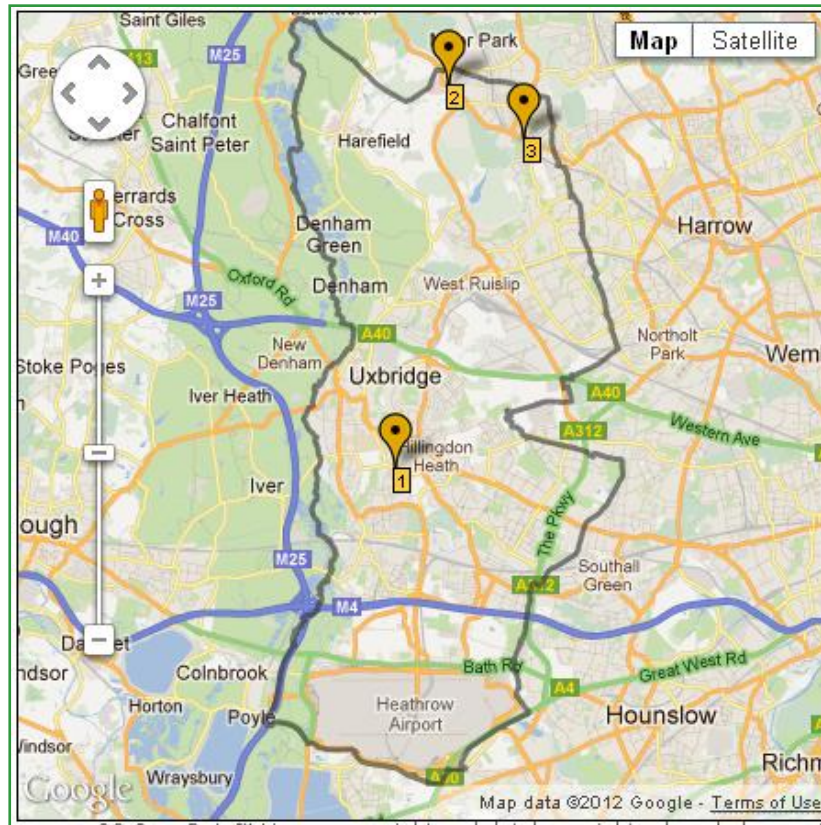 Saint Giles
Map
Satellite
M25
Park
2
Chalfont
Saint Peter
Harefield
3
Cross
M40
Denham
Green
Harrow
Oxford Rd
Denham
West Ruislip
M25
A40
New
Denham
Northolt
Park
Stoke Poges
Uxbridge
Iver Heath
A40
Western Ave
A312
Hillingdon
Heath
1
Iver
The Pkwy
M25
Southall
Green
M4
Colnbrook
Bath Rd
Great West Rd
A4
Horton
Poyle
Heathrow
Airport
Hounslow
Wraysbury
Google
Map data ©2012 Google - Terms of Use